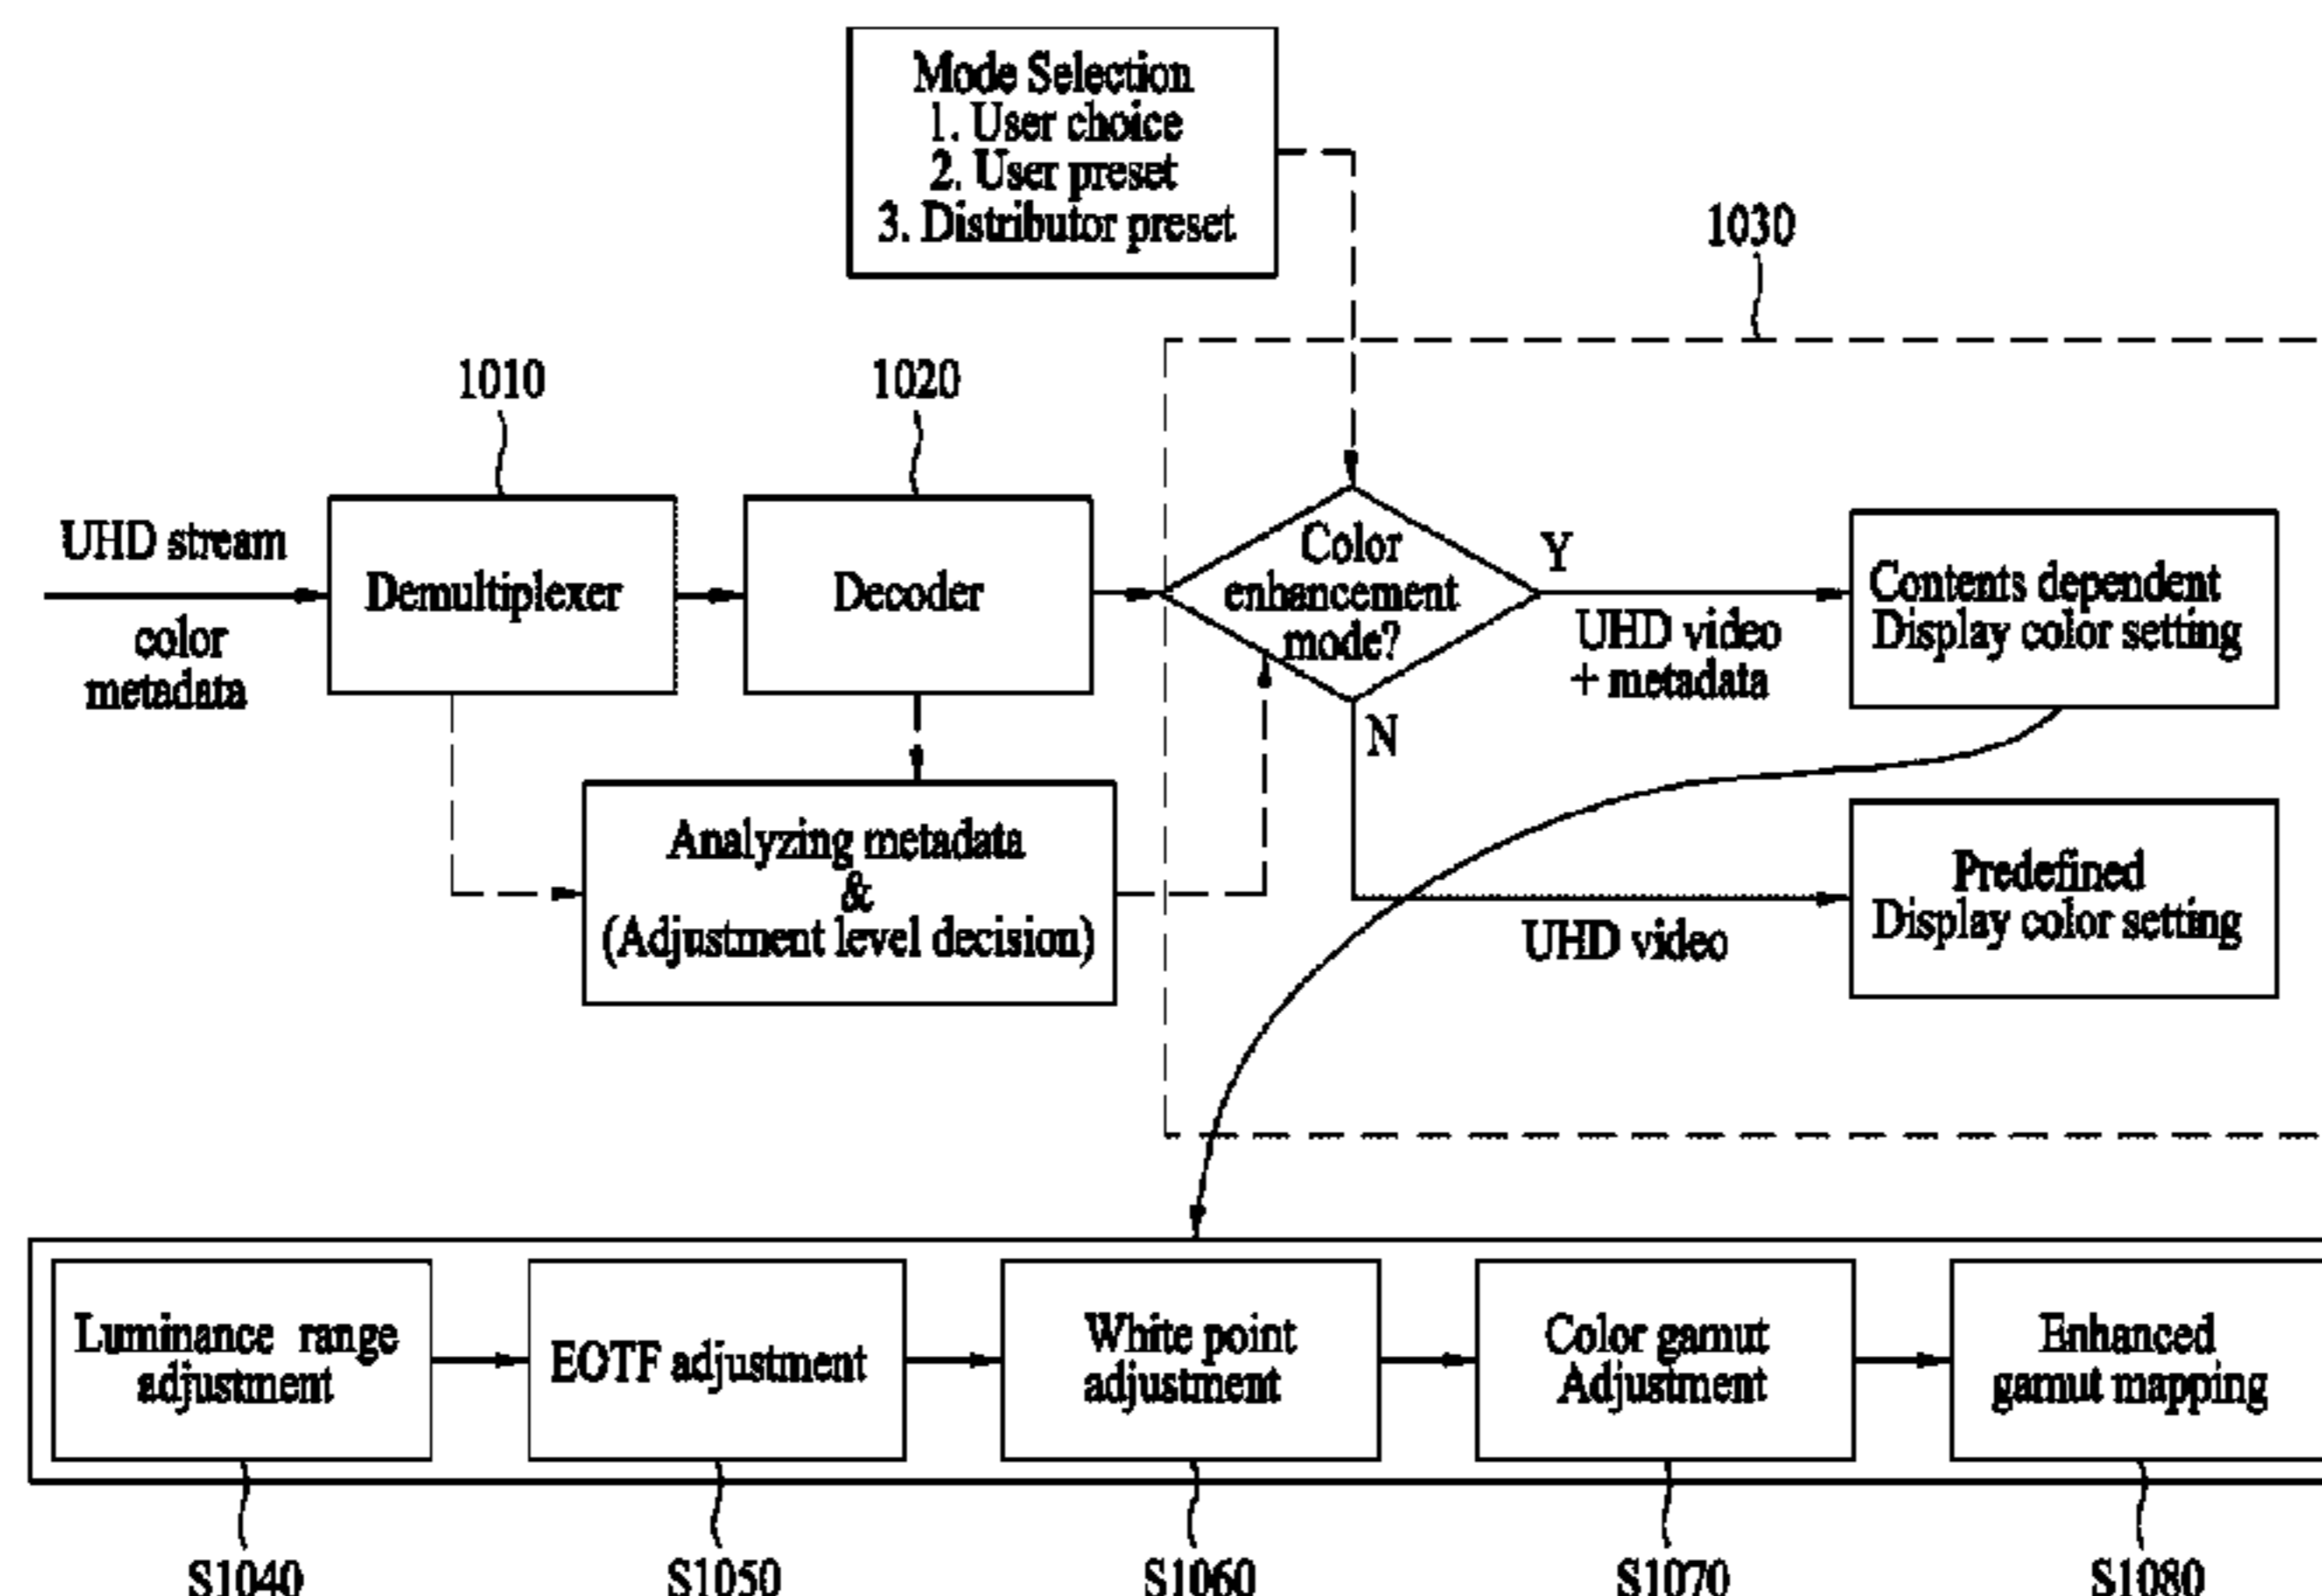 Mode Selection
1. User choice
2. User preset
3. Distributor preset
1030
1010
1020
UHD stream
color
metadata
Demultiplexer
Decoder
Color
enhancement
mode?
Y
UHD video
+ metadata
Contents dependent
Display color setting
N
Analyzing metadata
&
(Adjustment level decision)
UHD video
Predefined
Display color setting
Luminance range
adjustment
EOTF adjustment
White point
adjustment
Color gamut
Adjustment
Enhanced
gamut mapping
S1040
S1050
S1060
S1070
S1080